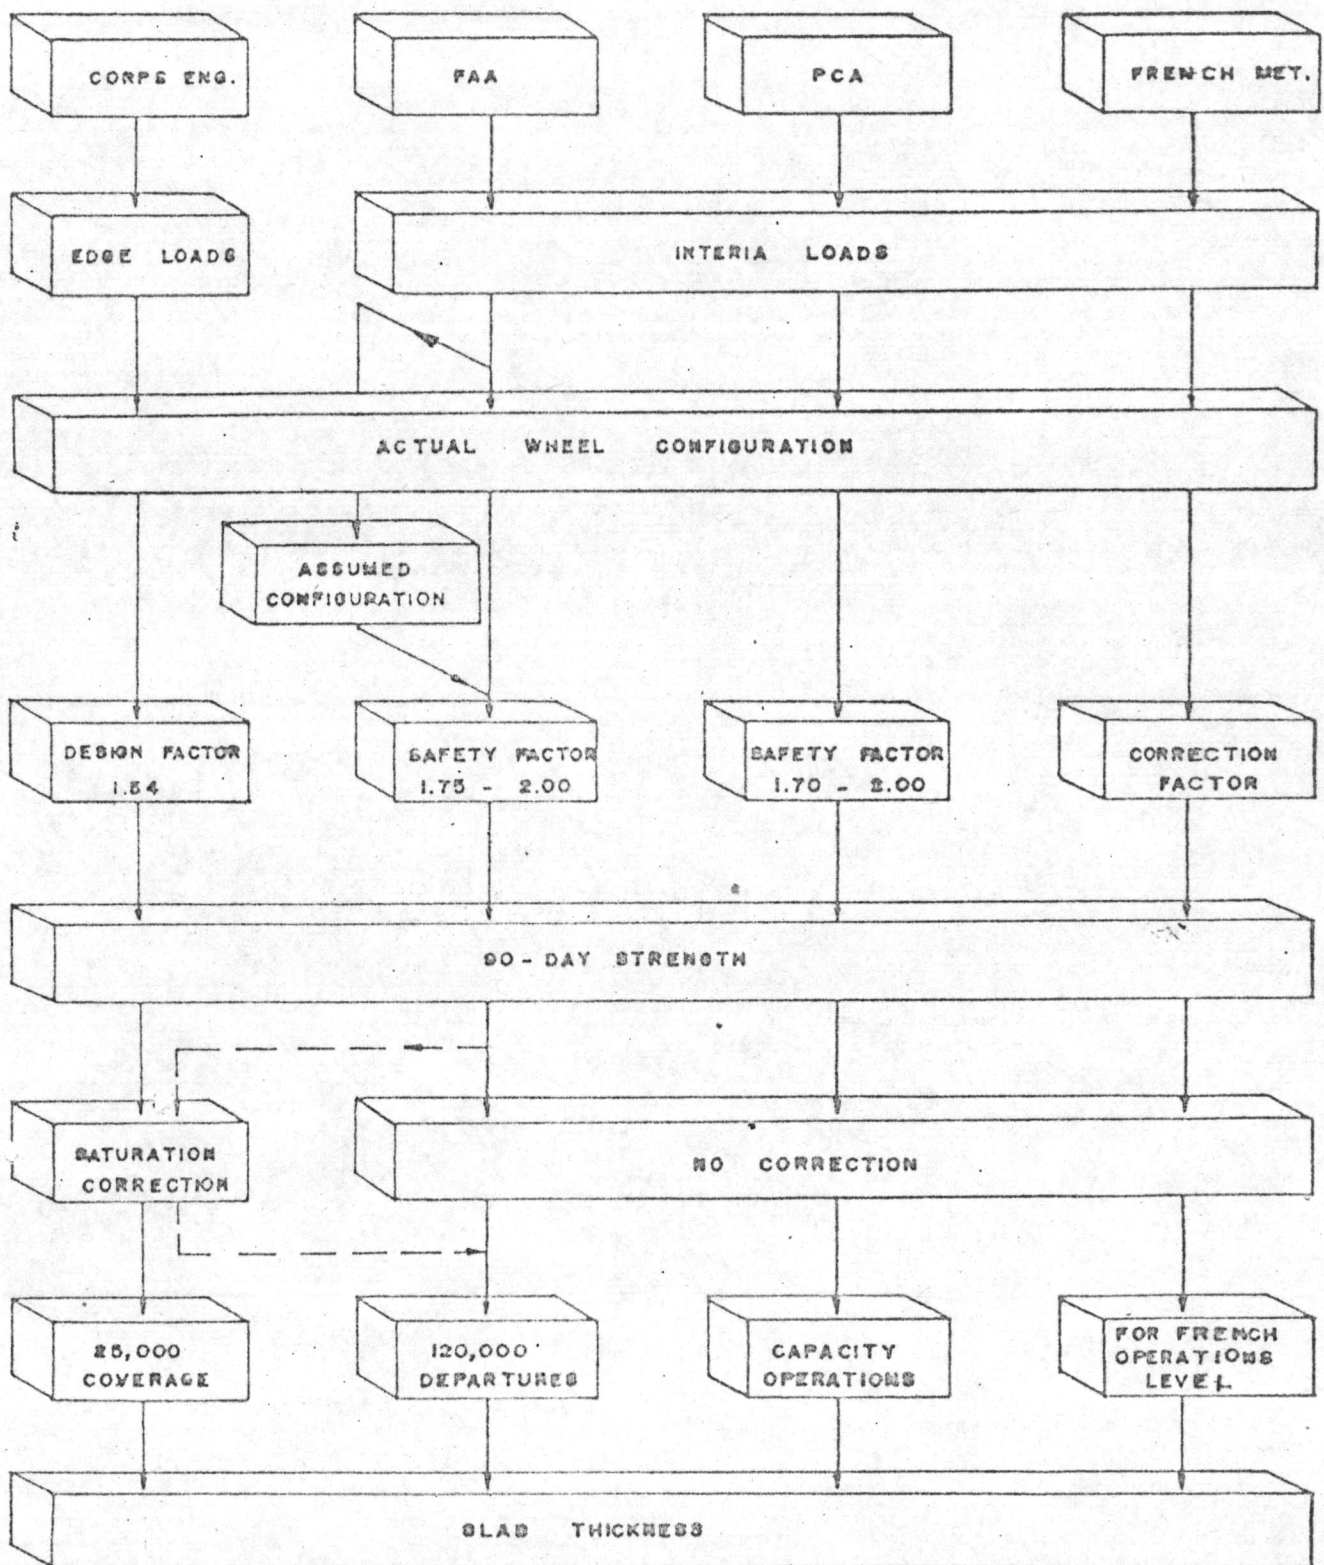 CORPS ENG.
FAA
PCA
FRENCH MET.
EDGE LOADS
INTERIA LOADS
ACTUAL WHEEL CONFIGURATION
ASSUMED
CONFIGURATION
DESIGN FACTOR
1.54
SAFETY FACTOR
1.75 - 2.00
SAFETY FACTOR
1.70 - 2.00
CORRECTION
FACTOR
90-DAY STRENGTH
SATURATION
CORRECTION
NO CORRECTION
25,000
COVERAGE
120,000
DEPARTURES
CAPACITY
OPERATIONS
FOR FRENCH
OPERATIONS
LEVEL
SLAB THICKNESS